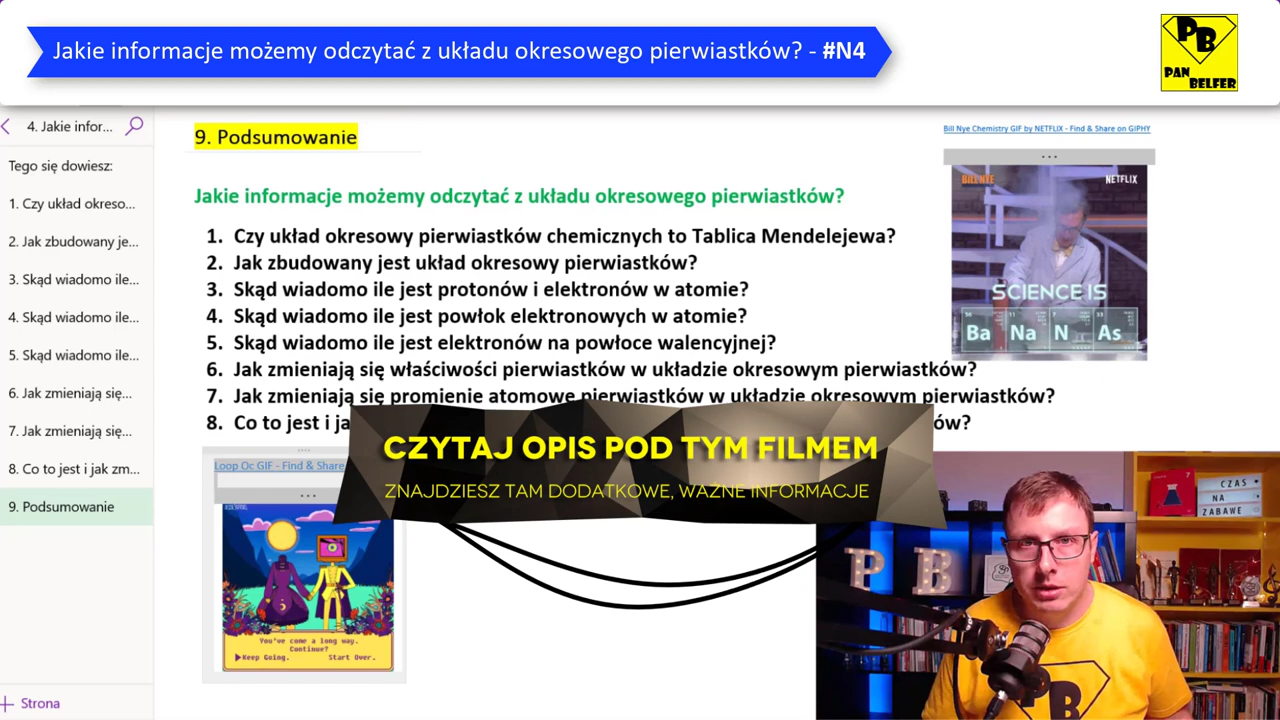 Jakie informacje możemy odczytać z układu okresowego pierwiastków? - #N4
PB
PAN
BELFER
4. Jakie infor...
Tego się dowiesz:
1. Czy układ okreso...
2. Jak zbudowany je...
3. Skąd wiadomo ile...
4. Skąd wiadomo ile...
5. Skąd wiadomo ile...
6. Jak zmieniają się...
7. Jak zmieniają się...
8. Co to jest i jak zm...
9. Podsumowanie
Strona
9. Podsumowanie
Jakie informacje możemy odczytać z układu okresowego pierwiastków?
1. Czy układ okresowy pierwiastków chemicznych to Tablica Mendelejewa?
2. Jak zbudowany jest układ okresowy pierwiastków?
3. Skąd wiadomo ile jest protonów i elektronów w atomie?
4. Skąd wiadomo ile jest powłok elektronowych w atomie?
5. Skąd wiadomo ile jest elektronów na powłoce walencyjnej?
6. Jak zmieniają się właściwości pierwiastków w układzie okresowym pierwiastków?
7. Jak zmieniają się promienie atomowe pierwiastków w układzie okresowym pierwiastków?
8. Co to jest i ja ów?
Bill Nye Chemistry GIF by NETFLIX - Find & Share on GIPHY
BILL NYE
NETFLIX
SCIENCE IS
Ba Na N As
CZYTAJ OPIS POD TYM FILMEM
ZNAJDZIESZ TAM DODATKOWE, WAŻNE INFORMACJE
Loop Oc GIF - Find & Share
You've come a long way.
Continue?
Keep Going. Start Over.
CZAS
NA
ZABAWE
P B
PB